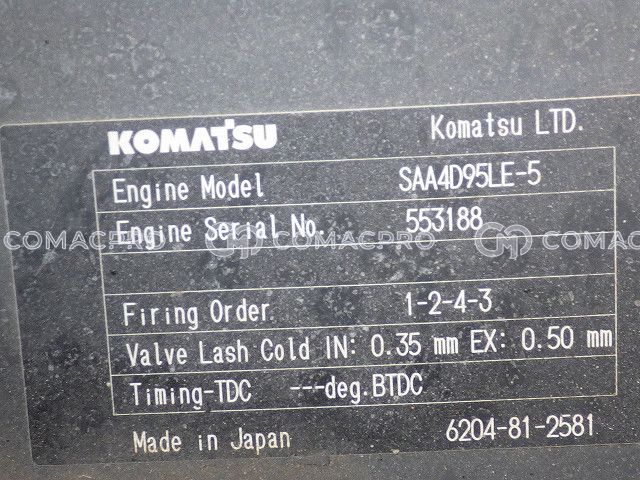 KOMATSU Komatsu LTD.
Engine Model SAA4D95LE-5
Engine Serial No. 553188
COMACPRO COMACPRO COMACPRO
Firing Order 1-2-4-3
Valve Lash Cold IN: 0.35 mm EX: 0.50 mm
Timing-TDC ---deg.BTDC
Made in Japan 6204-81-2581